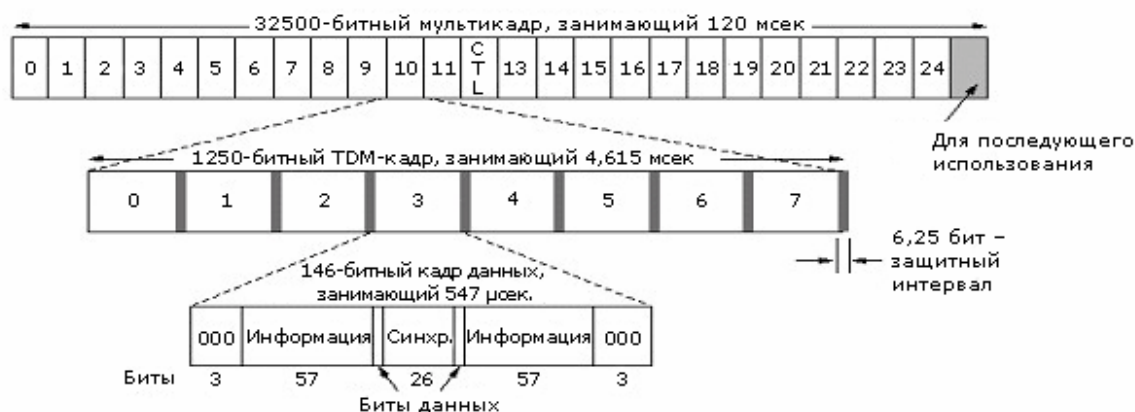 32500-битный мультикадр, занимающий 120 мсек
0 1 2 3 4 5 6 7 8 9 10 11 CTL 13 14 15 16 17 18 19 20 21 22 23 24
Для последующего
использования
1250-битный TDM-кадр, занимающий 4,615 мсек
0 1 2 3 4 5 6 7
6,25 бит –
защитный
интервал
146-битный кадр данных,
занимающий 547 μсек.
000 Информация Синхр. Информация 000
Биты 3 57 26 57 3
Биты данных